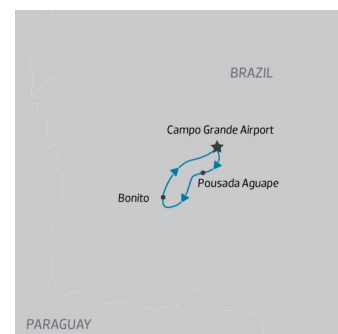 BRAZIL
Campo Grande Airport
Pousada Aguape
Bonito
PARAGUAY